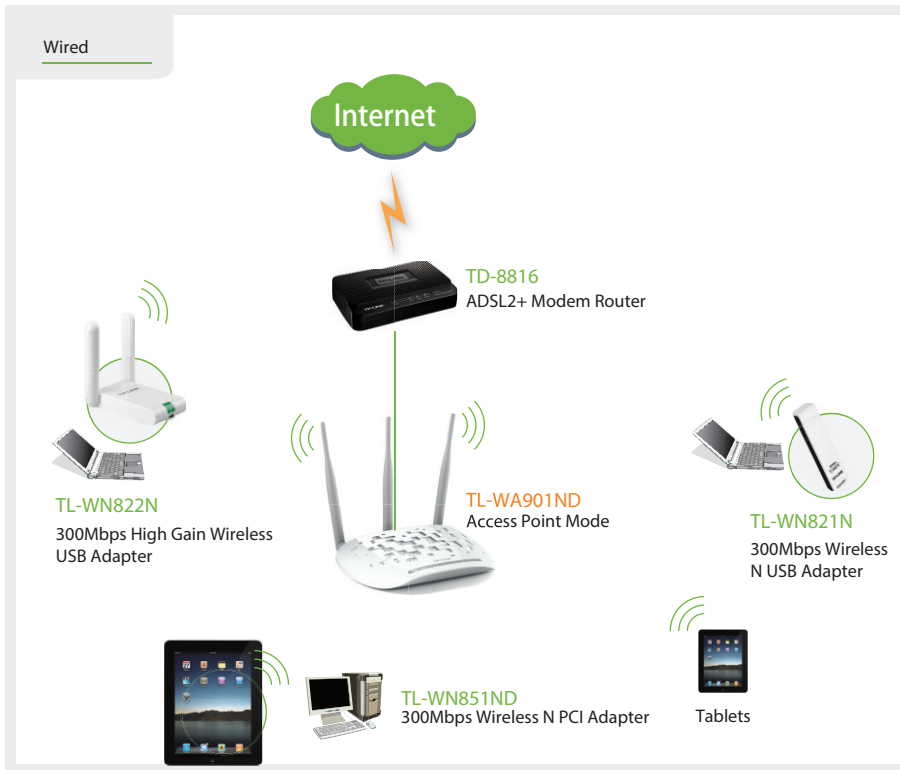 Wired
Internet
TD-8816
ADSL2+ Modem Router
TL-WN822N
300Mbps High Gain Wireless
USB Adapter
TL-WA901ND
Access Point Mode
TL-WN821N
300Mbps Wireless
N USB Adapter
TL-WN851ND
300Mbps Wireless N PCI Adapter
Tablets